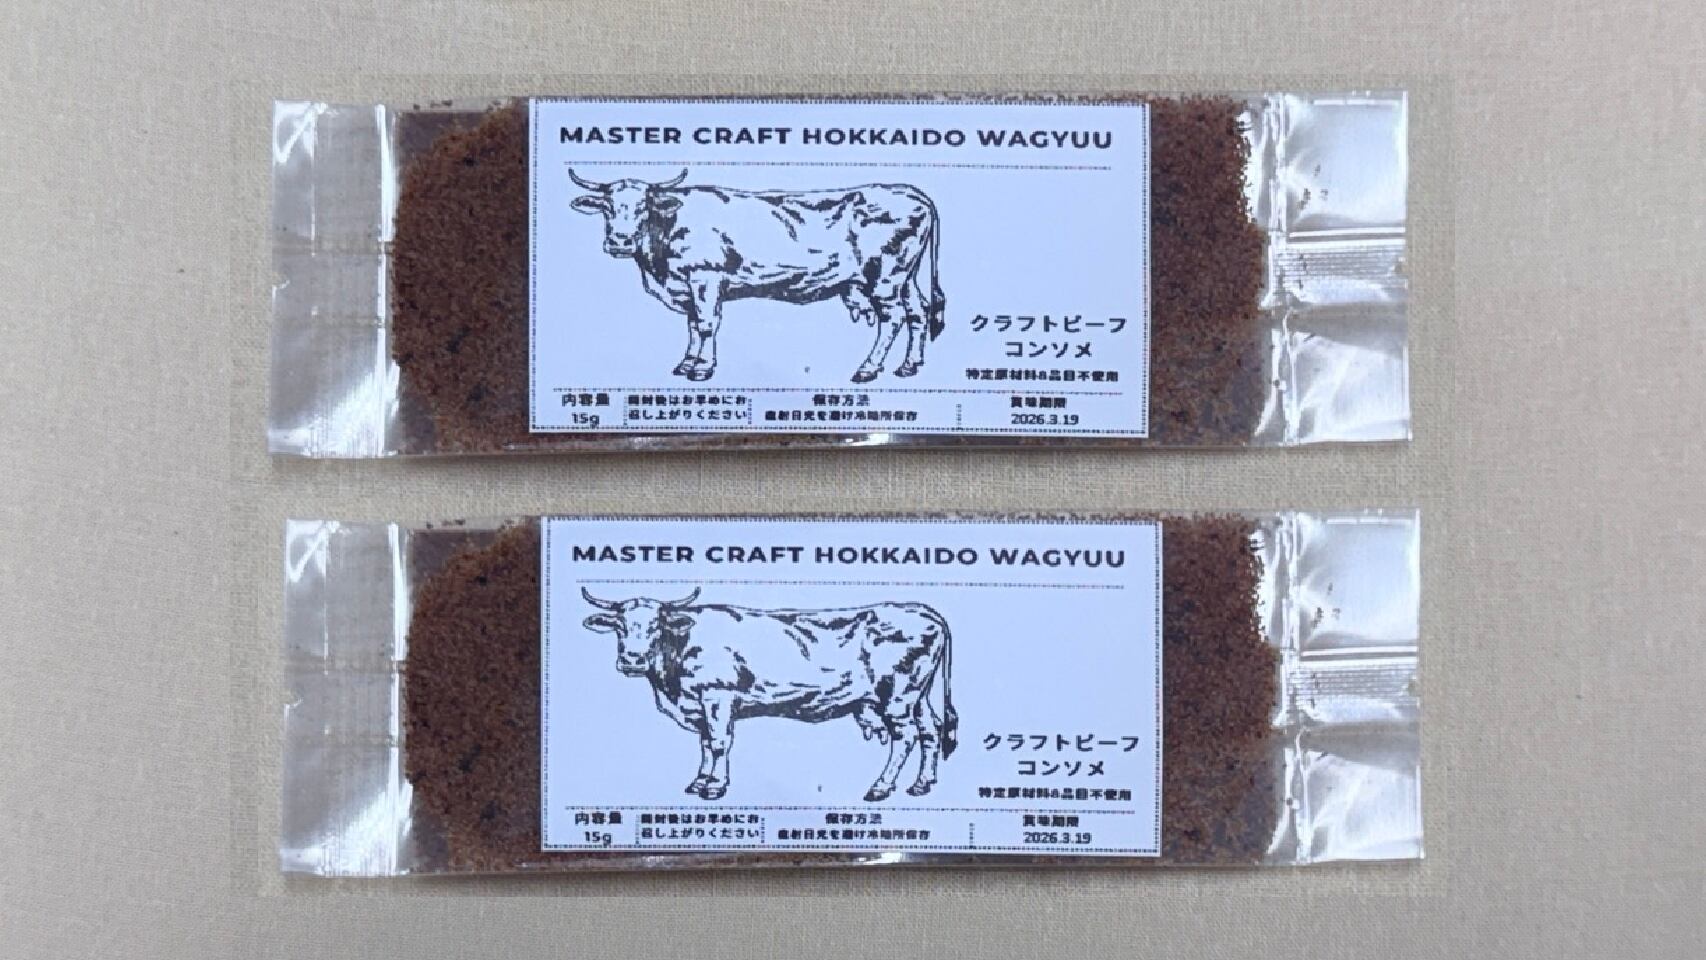 MASTER CRAFT HOKKAIDO WAGYUU
クラフトビーフ
コンソメ
特定原材料8品目不使用
内容量
15g
開封後はお早めにお
召し上がりください
保存方法
直射日光を避け冷暗所保存
賞味期限
2026.3.19
MASTER CRAFT HOKKAIDO WAGYUU
クラフトビーフ
コンソメ
特定原材料8品目不使用
内容量
15g
開封後はお早めにお
召し上がりください
保存方法
直射日光を避け冷暗所保存
賞味期限
2026.3.19